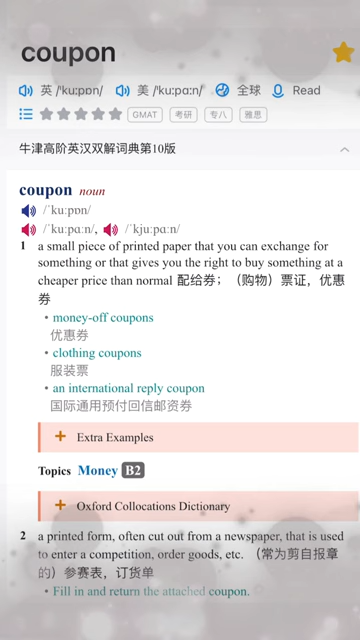 coupon
英 /ˈkuːpɒn/ 美 /ˈkuːpɑːn/ 全球 Read
GMAT 考研 专八 雅思
牛津高阶英汉双解词典第10版
coupon noun
/ˈkuːpɒn/
/ˈkuːpɑːn/, /ˈkjuːpɑːn/
1 a small piece of printed paper that you can exchange for
something or that gives you the right to buy something at a
cheaper price than normal 配给券；（购物）票证，优惠
券
• money-off coupons
优惠券
• clothing coupons
服装票
• an international reply coupon
国际通用预付回信邮资券
+ Extra Examples
Topics Money B2
+ Oxford Collocations Dictionary
2 a printed form, often cut out from a newspaper, that is used
to enter a competition, order goods, etc. （常为剪自报章
的）参赛表，订货单
• Fill in and return the attached coupon.